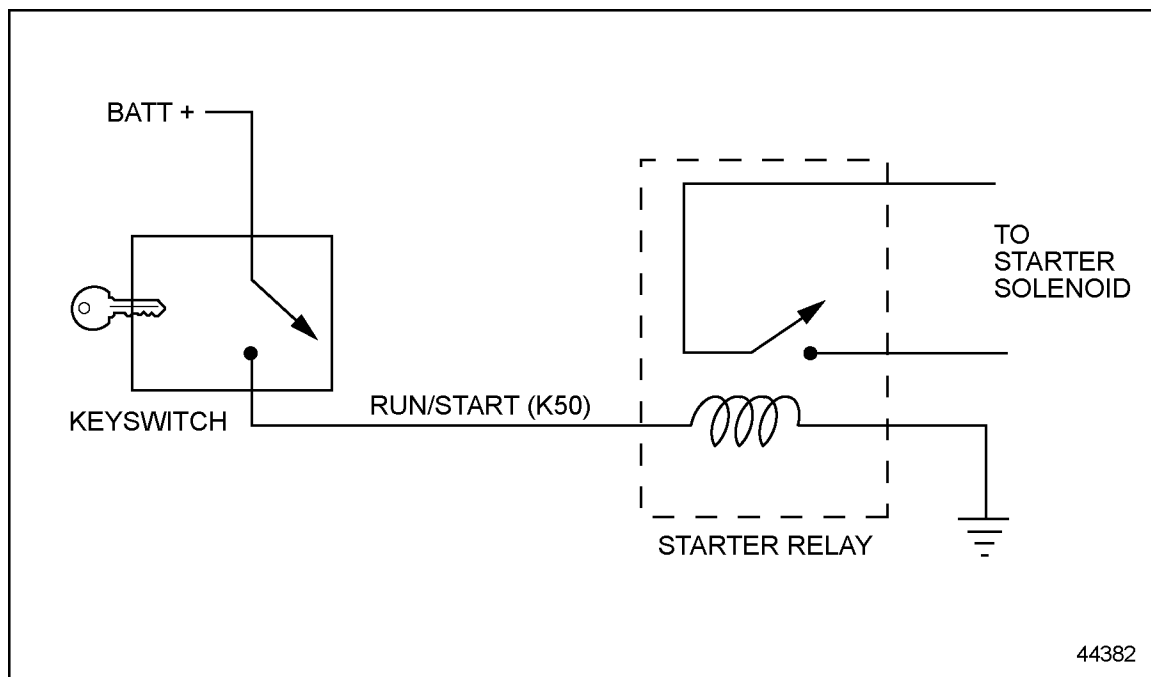 BATT +
TO
STARTER
SOLENOID
KEYSWITCH
RUN/START (K50)
STARTER RELAY
44382